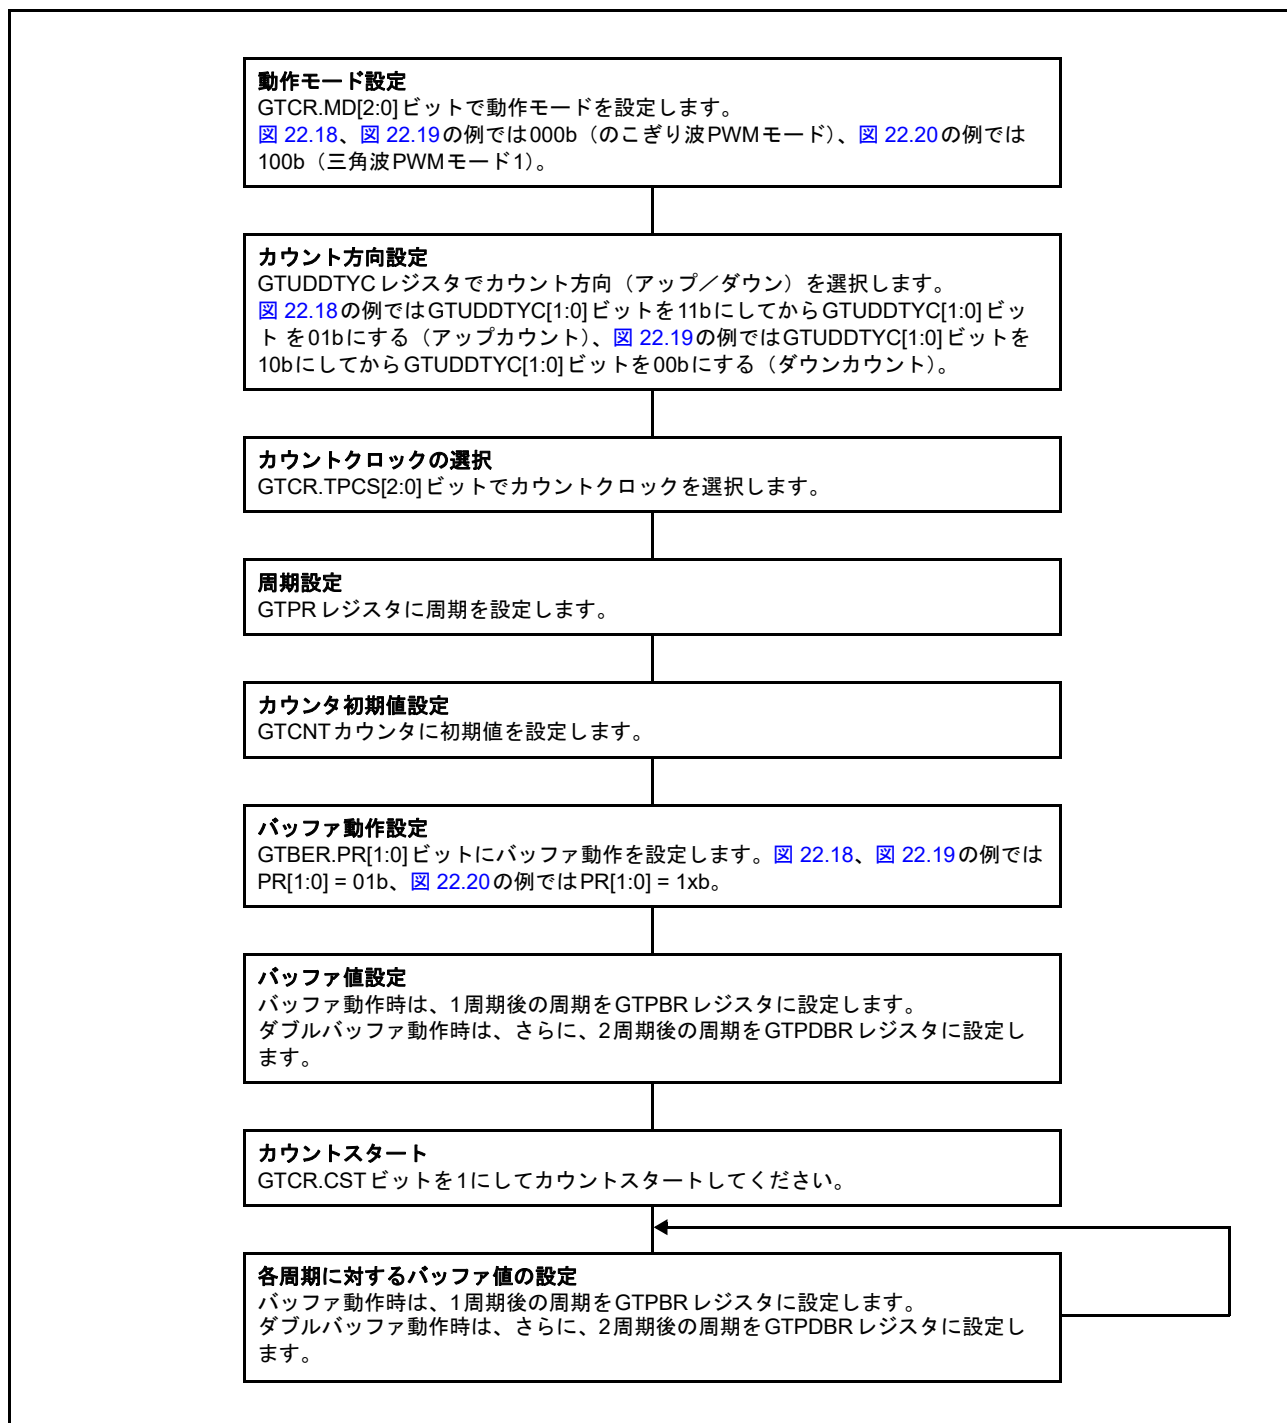 動作モード設定
GTCR.MD[2:0]ビットで動作モードを設定します。
図 22.18、図 22.19の例では000b（のこぎり波PWMモード）、図 22.20の例では
100b（三角波PWMモード1）。
カウント方向設定
GTUDDTYCレジスタでカウント方向（アップ／ダウン）を選択します。
図 22.18の例ではGTUDDTYC[1:0]ビットを11bにしてからGTUDDTYC[1:0]ビッ
ト を01bにする（アップカウント）、図 22.19の例ではGTUDDTYC[1:0]ビットを
10bにしてからGTUDDTYC[1:0]ビットを00bにする（ダウンカウント）。
カウントクロックの選択
GTCR.TPCS[2:0]ビットでカウントクロックを選択します。
周期設定
GTPRレジスタに周期を設定します。
カウンタ初期値設定
GTCNTカウンタに初期値を設定します。
バッファ動作設定
GTBER.PR[1:0]ビットにバッファ動作を設定します。図 22.18、図 22.19の例では
PR[1:0] = 01b、図 22.20の例ではPR[1:0] = 1xb。
バッファ値設定
バッファ動作時は、1周期後の周期をGTPBRレジスタに設定します。
ダブルバッファ動作時は、さらに、2周期後の周期をGTPDBRレジスタに設定し
ます。
カウントスタート
GTCR.CSTビットを1にしてカウントスタートしてください。
各周期に対するバッファ値の設定
バッファ動作時は、1周期後の周期をGTPBRレジスタに設定します。
ダブルバッファ動作時は、さらに、2周期後の周期をGTPDBRレジスタに設定し
ます。